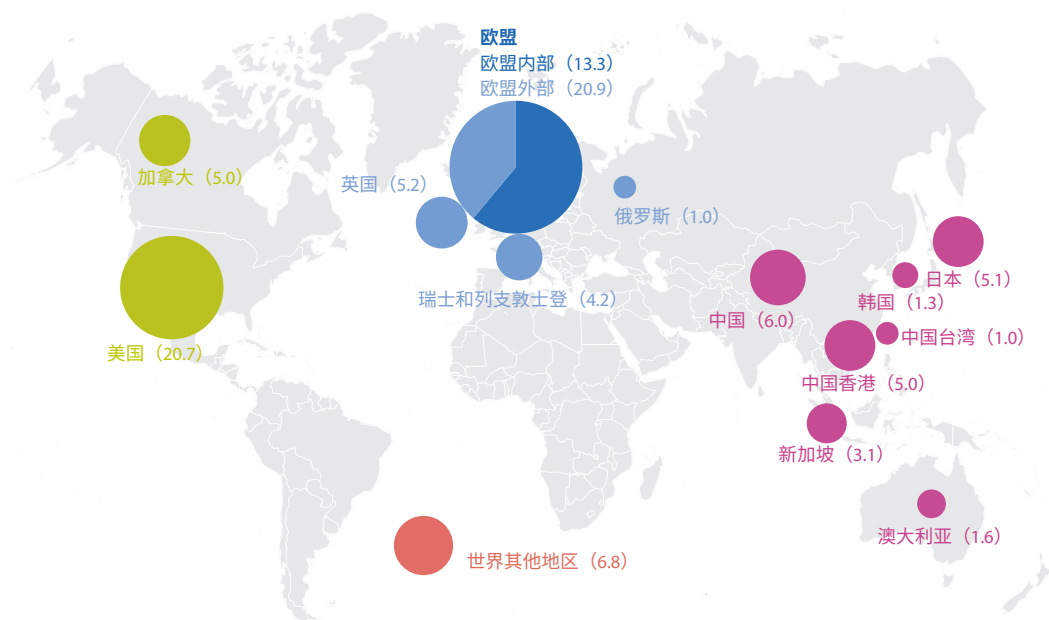 欧盟
欧盟内部（13.3）
欧盟外部（20.9）
加拿大（5.0）
英国（5.2）
俄罗斯（1.0）
日本（5.1）
瑞士和列支敦士登（4.2）
韩国（1.3）
中国（6.0）
中国台湾（1.0）
美国（20.7）
中国香港（5.0）
新加坡（3.1）
澳大利亚（1.6）
世界其他地区（6.8）